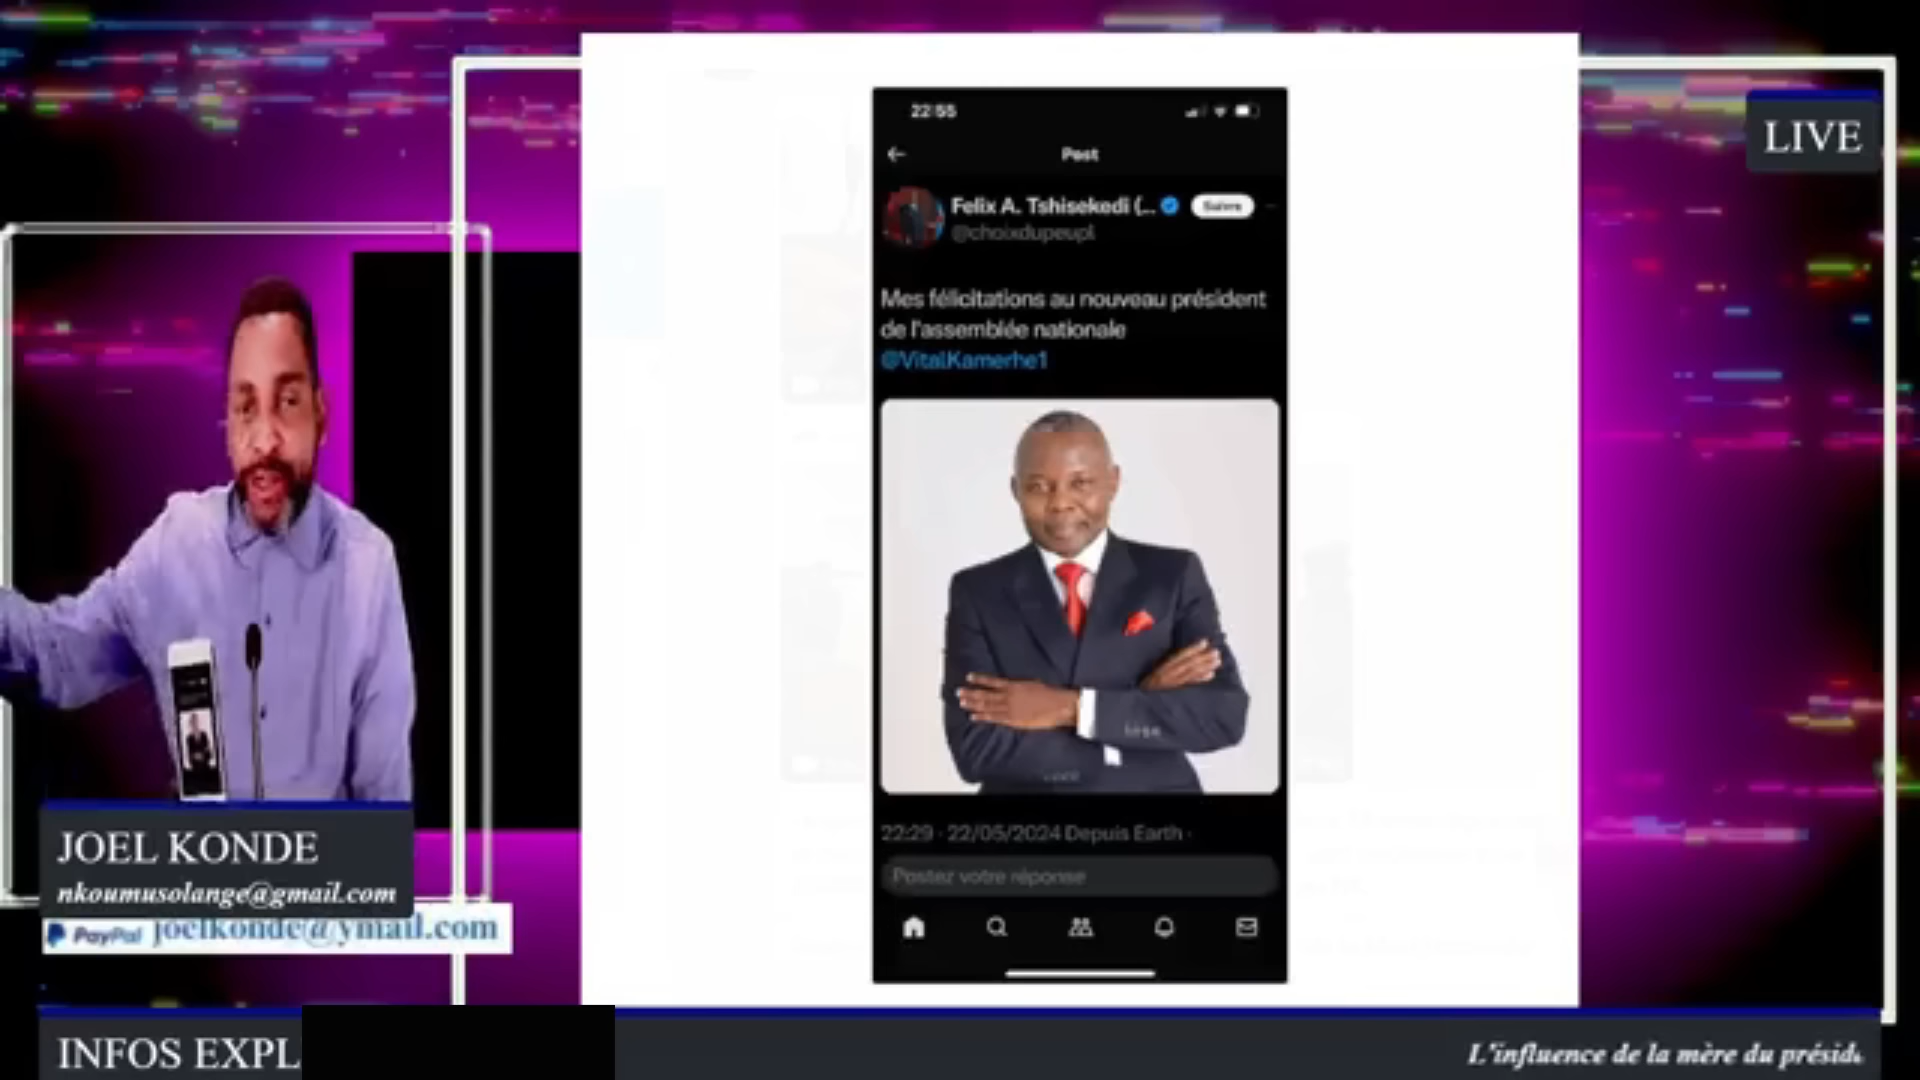 LIVE
22:55
Post
Felix A. Tshisekedi (...
Suivre
@choixdupeupl
Mes félicitations au nouveau président
de l'assemblée nationale
@VitalKamerhe1
22:29 · 22/05/2024 Depuis Earth ·
Postez votre réponse
JOEL KONDE
nkoumusolange@gmail.com
PayPal joelkonde@ymail.com
INFOS EXPL
L'influence de la mère du présid